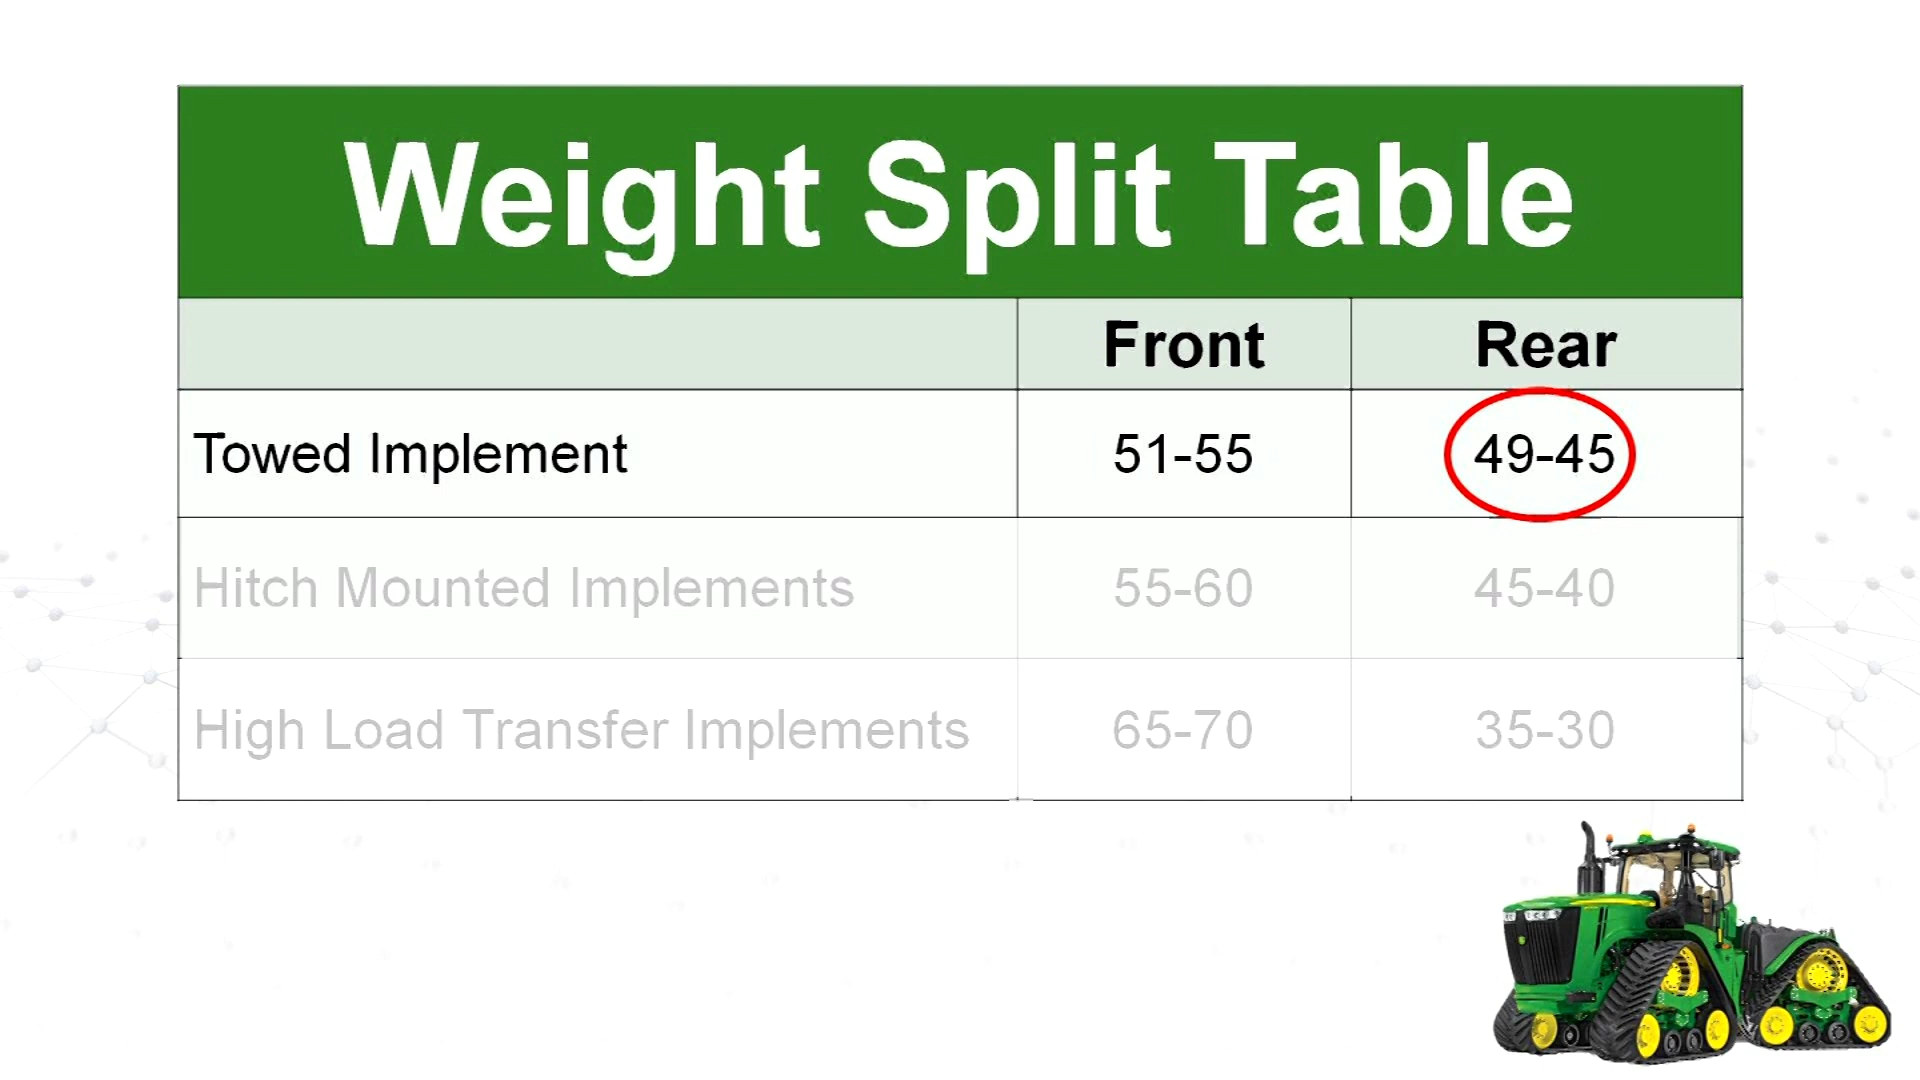 Weight Split Table
Front Rear
Towed Implement 51-55 49-45
Hitch Mounted Implements 55-60 45-40
High Load Transfer Implements 65-70 35-30